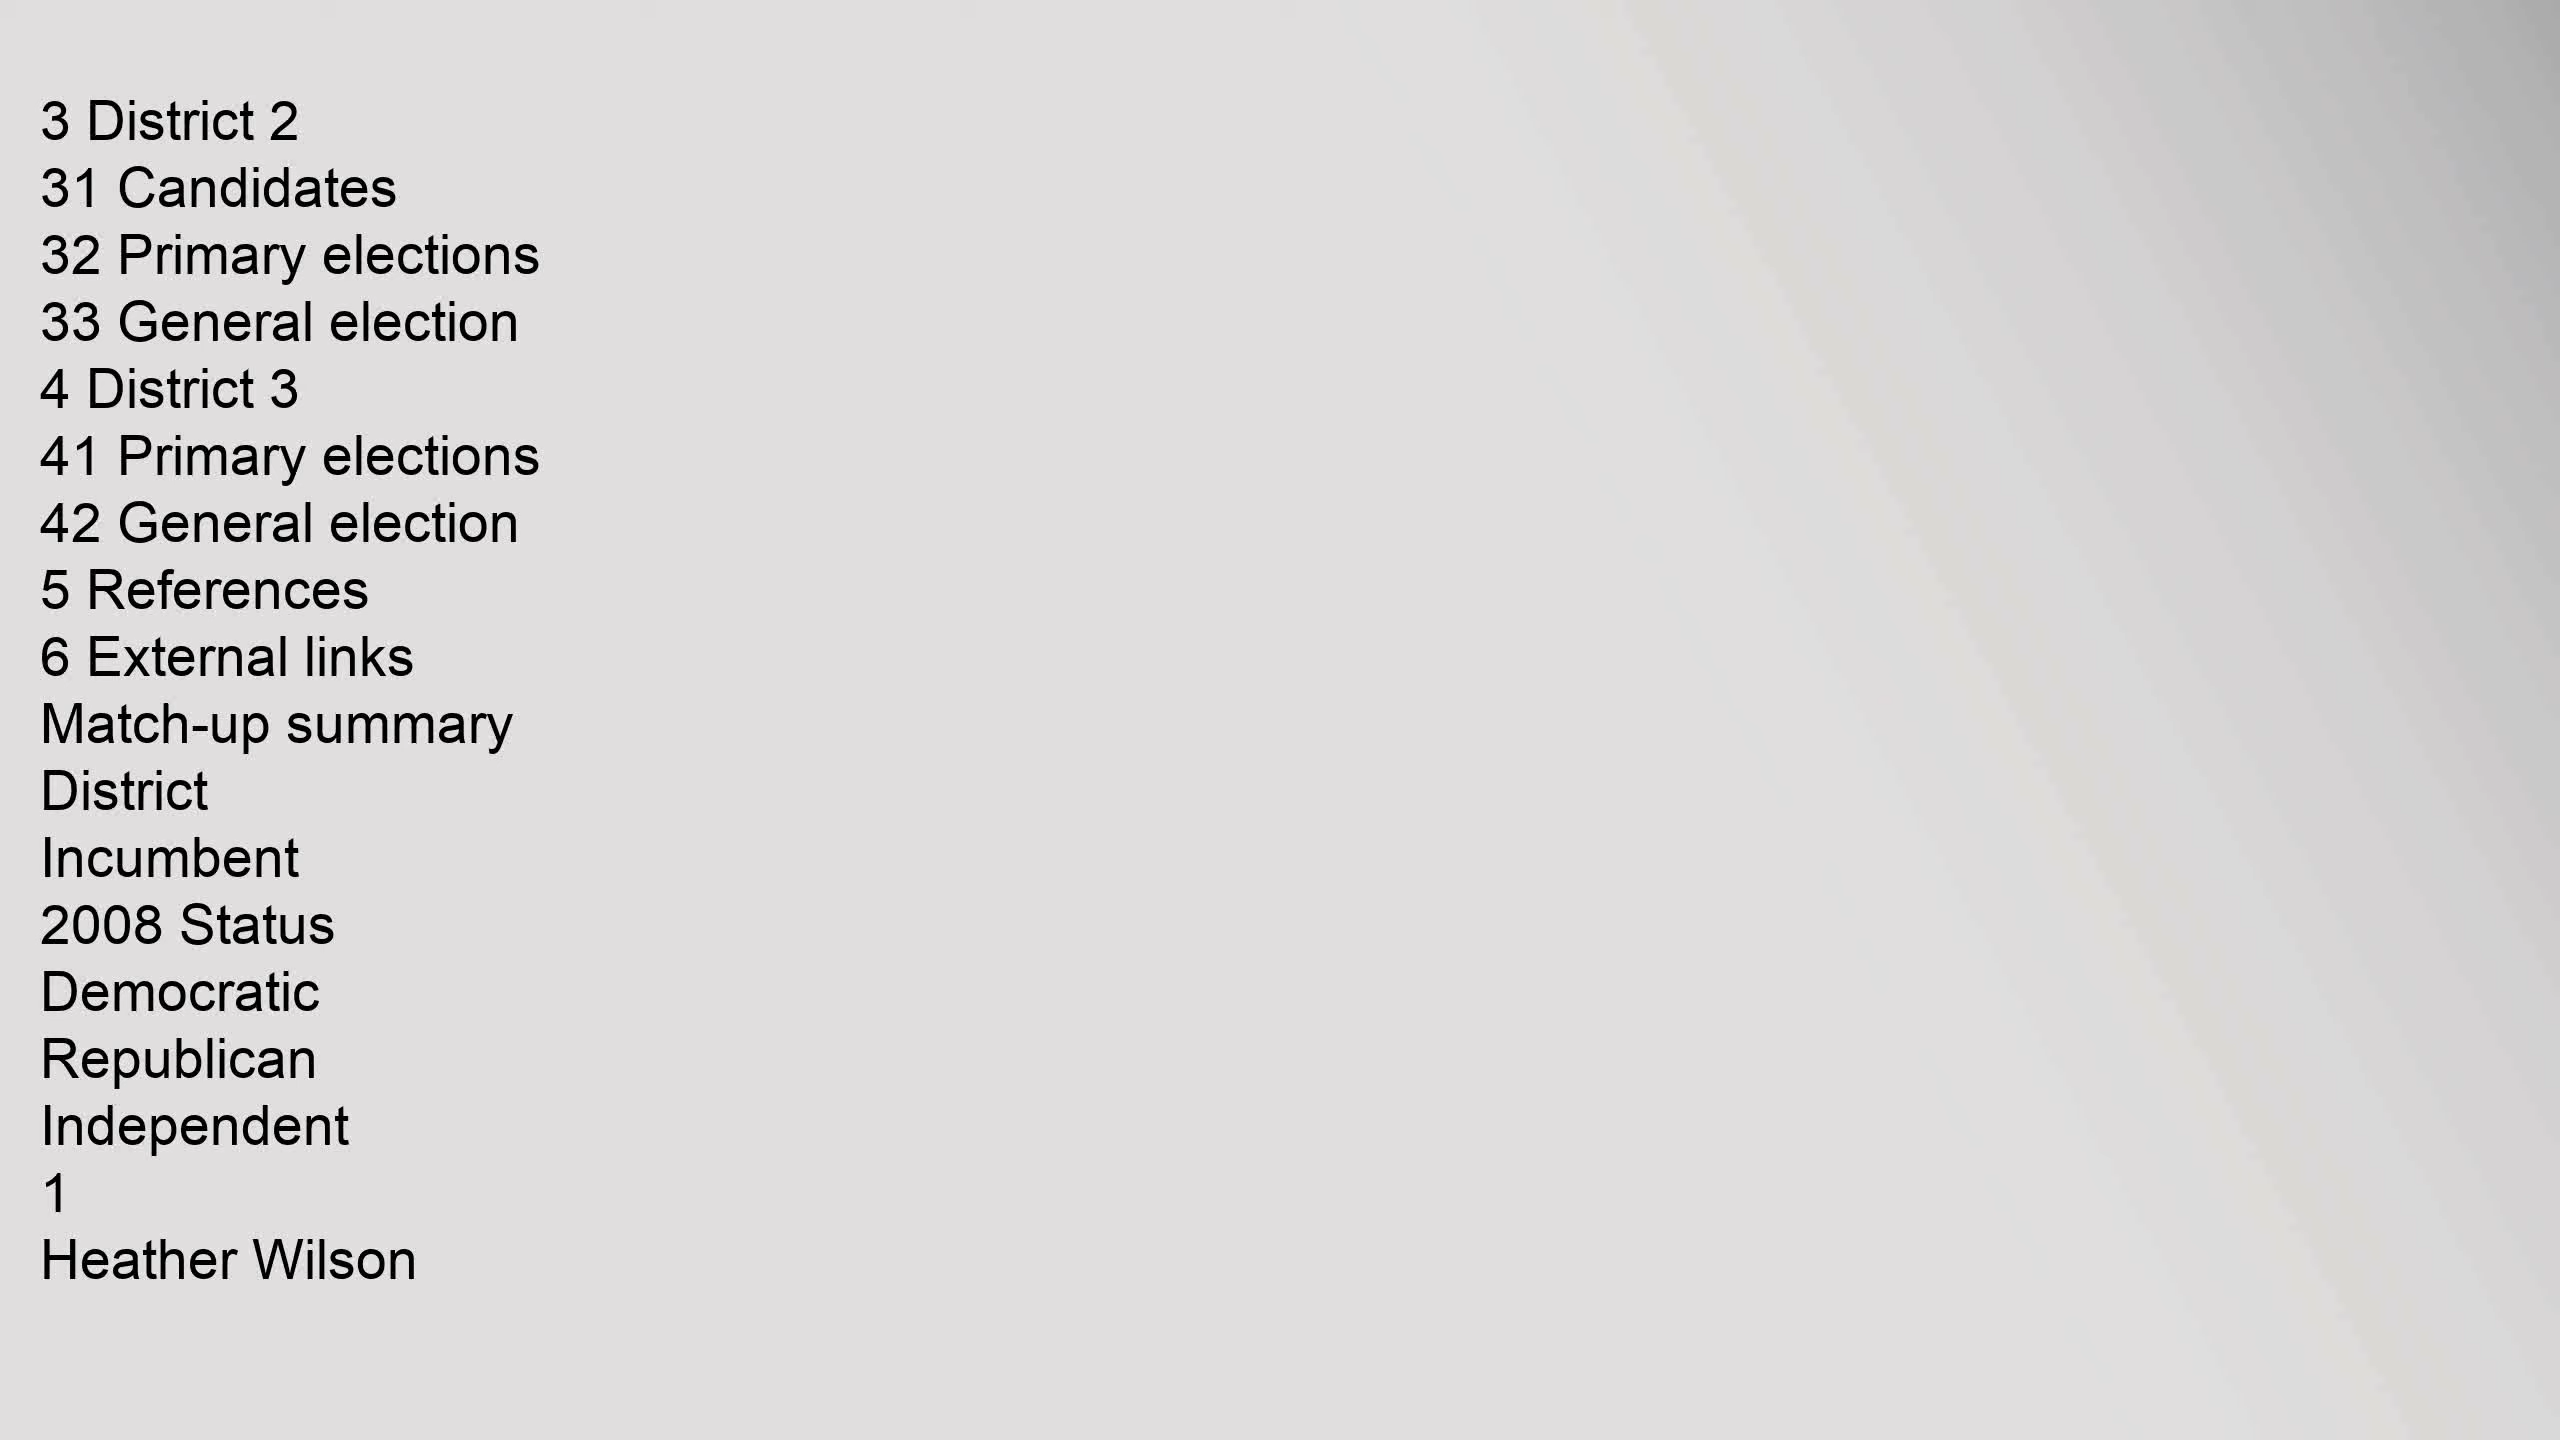 3 District 2
31 Candidates
32 Primary elections
33 General election
4 District 3
41 Primary elections
42 General election
5 References
6 External links
Match-up summary
District
Incumbent
2008 Status
Democratic
Republican
Independent
1
Heather Wilson